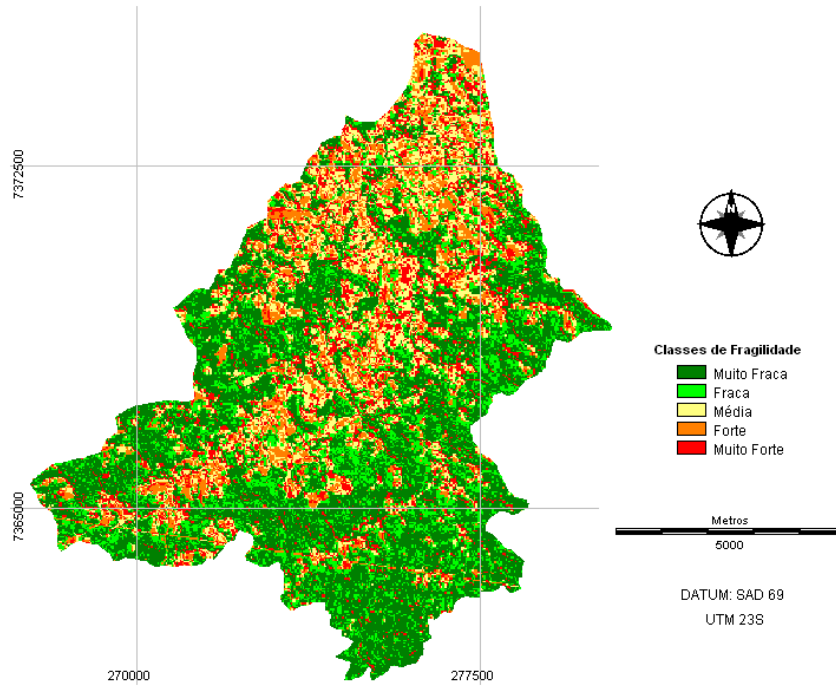 7372500
N
Classes de Fragilidade
Muito Fraca
Fraca
Média
Forte
Muito Forte
7365000
Metros
5000
DATUM: SAD 69
UTM 23S
270000
277500